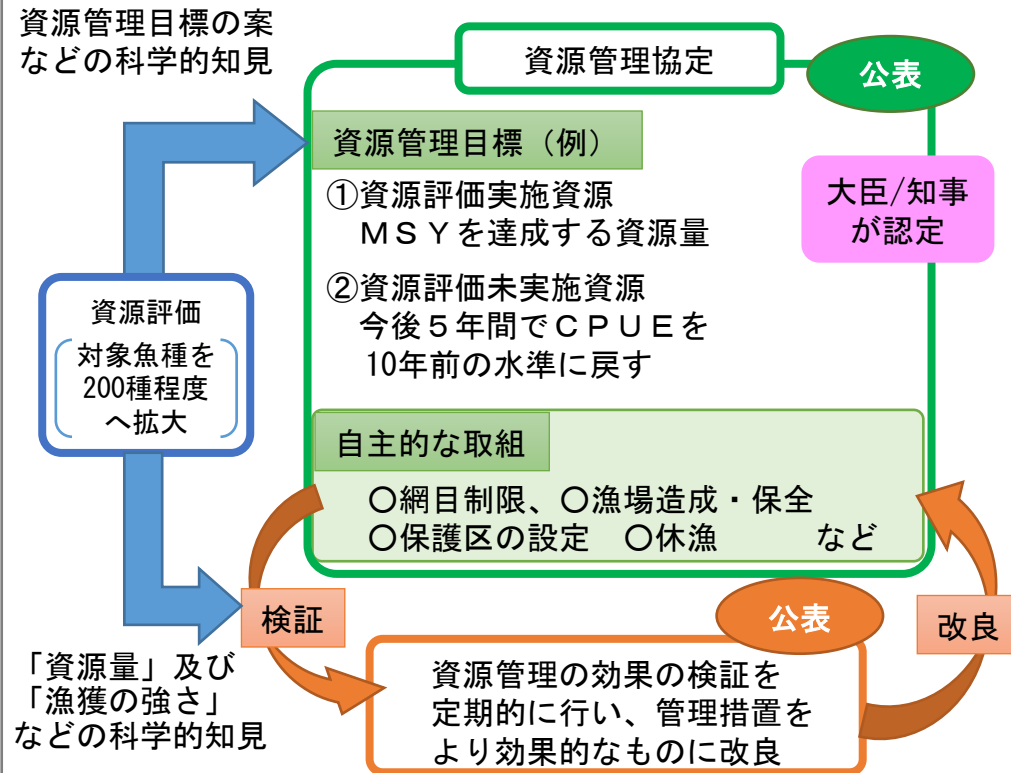 資源管理目標の案
などの科学的知見
資源管理協定
公表
資源管理目標（例）
①資源評価実施資源
ＭＳＹを達成する資源量
②資源評価未実施資源
今後５年間でＣＰＵＥを
10年前の水準に戻す
大臣/知事
が認定
資源評価
対象魚種を
200種程度
へ拡大
自主的な取組
〇網目制限、〇漁場造成・保全
〇保護区の設定　〇休漁　　　など
検証
公表
改良
「資源量」及び
「漁獲の強さ」
などの科学的知見
資源管理の効果の検証を
定期的に行い、管理措置を
より効果的なものに改良